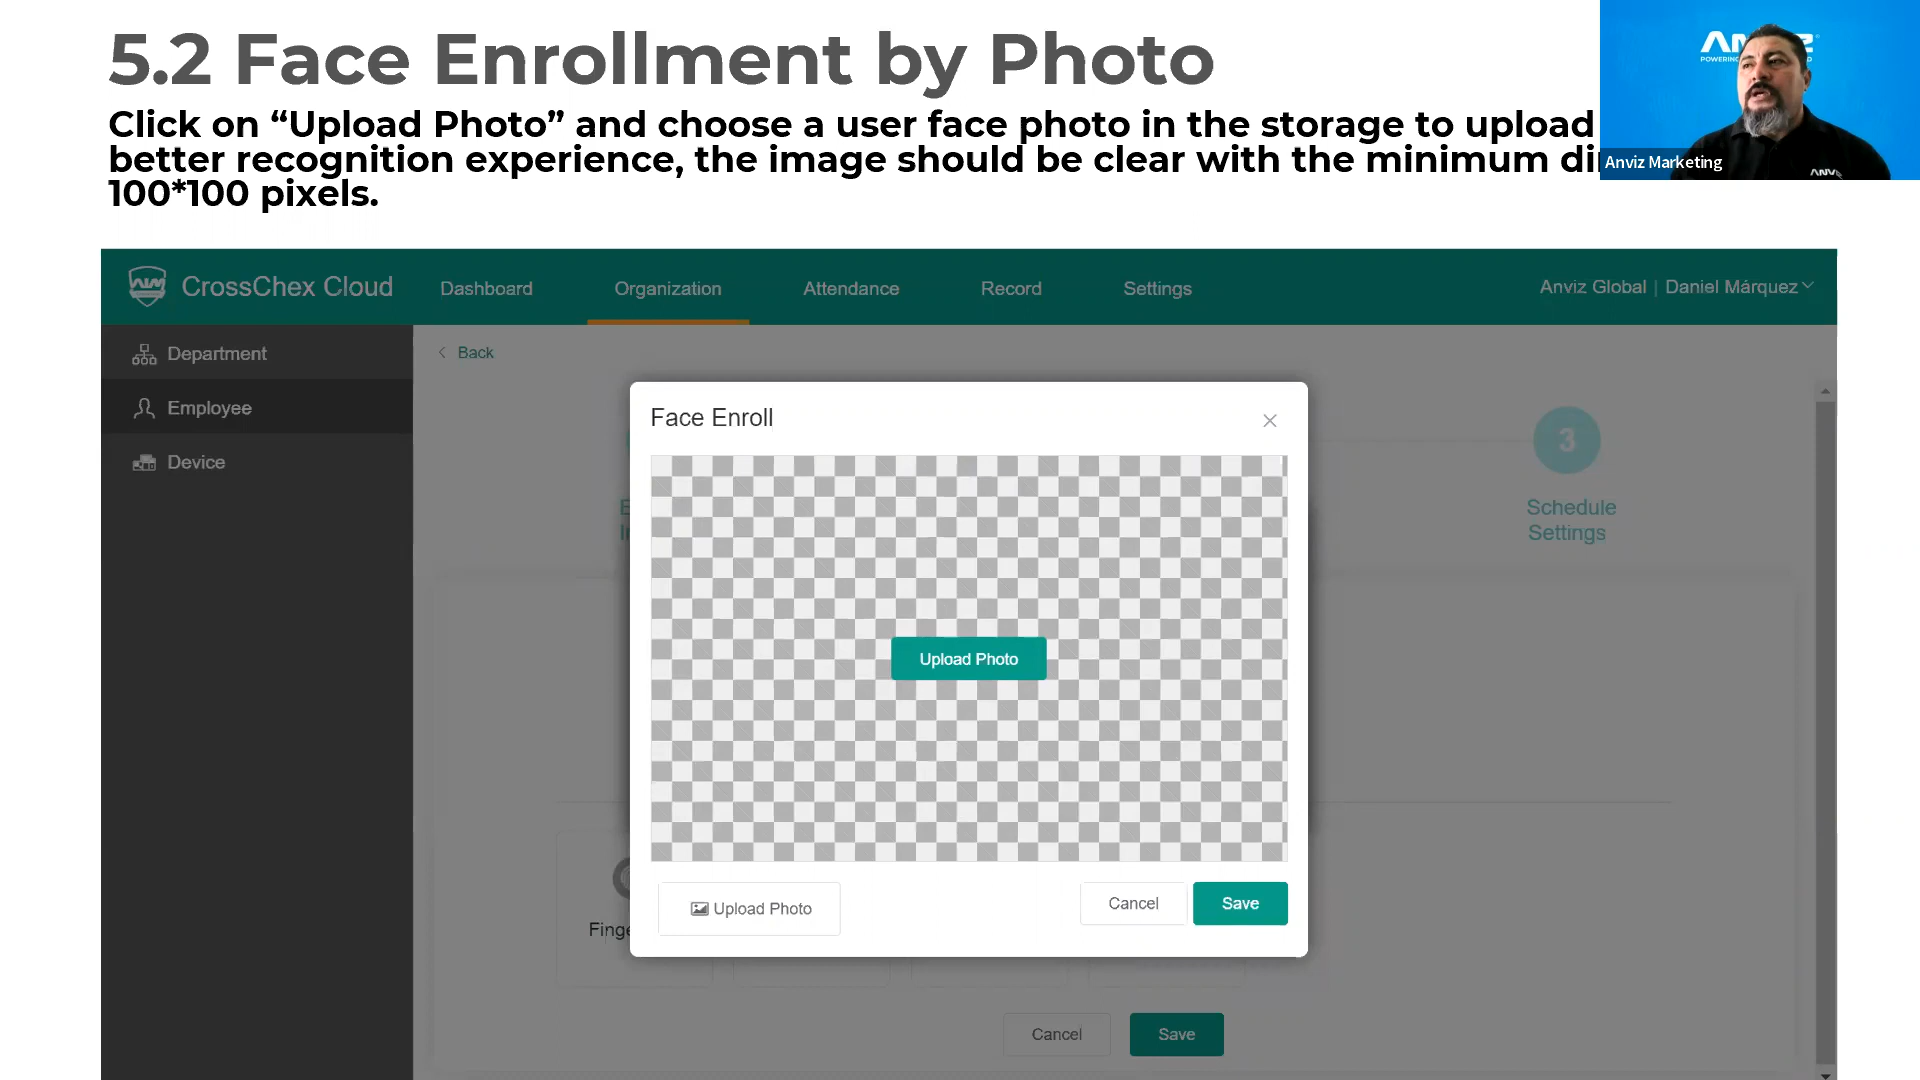 5.2 Face Enrollment by Photo
Click on “Upload Photo” and choose a user face photo in the storage to upload
better recognition experience, the image should be clear with the minimum
100*100 pixels.
Anviz Marketing
CrossChex Cloud
Dashboard
Organization
Attendance
Record
Settings
Anviz Global | Daniel Márquez
Department
Employee
Device
Back
Face Enroll
3
Schedule
Settings
Upload Photo
Upload Photo
Cancel
Save
Cancel
Save